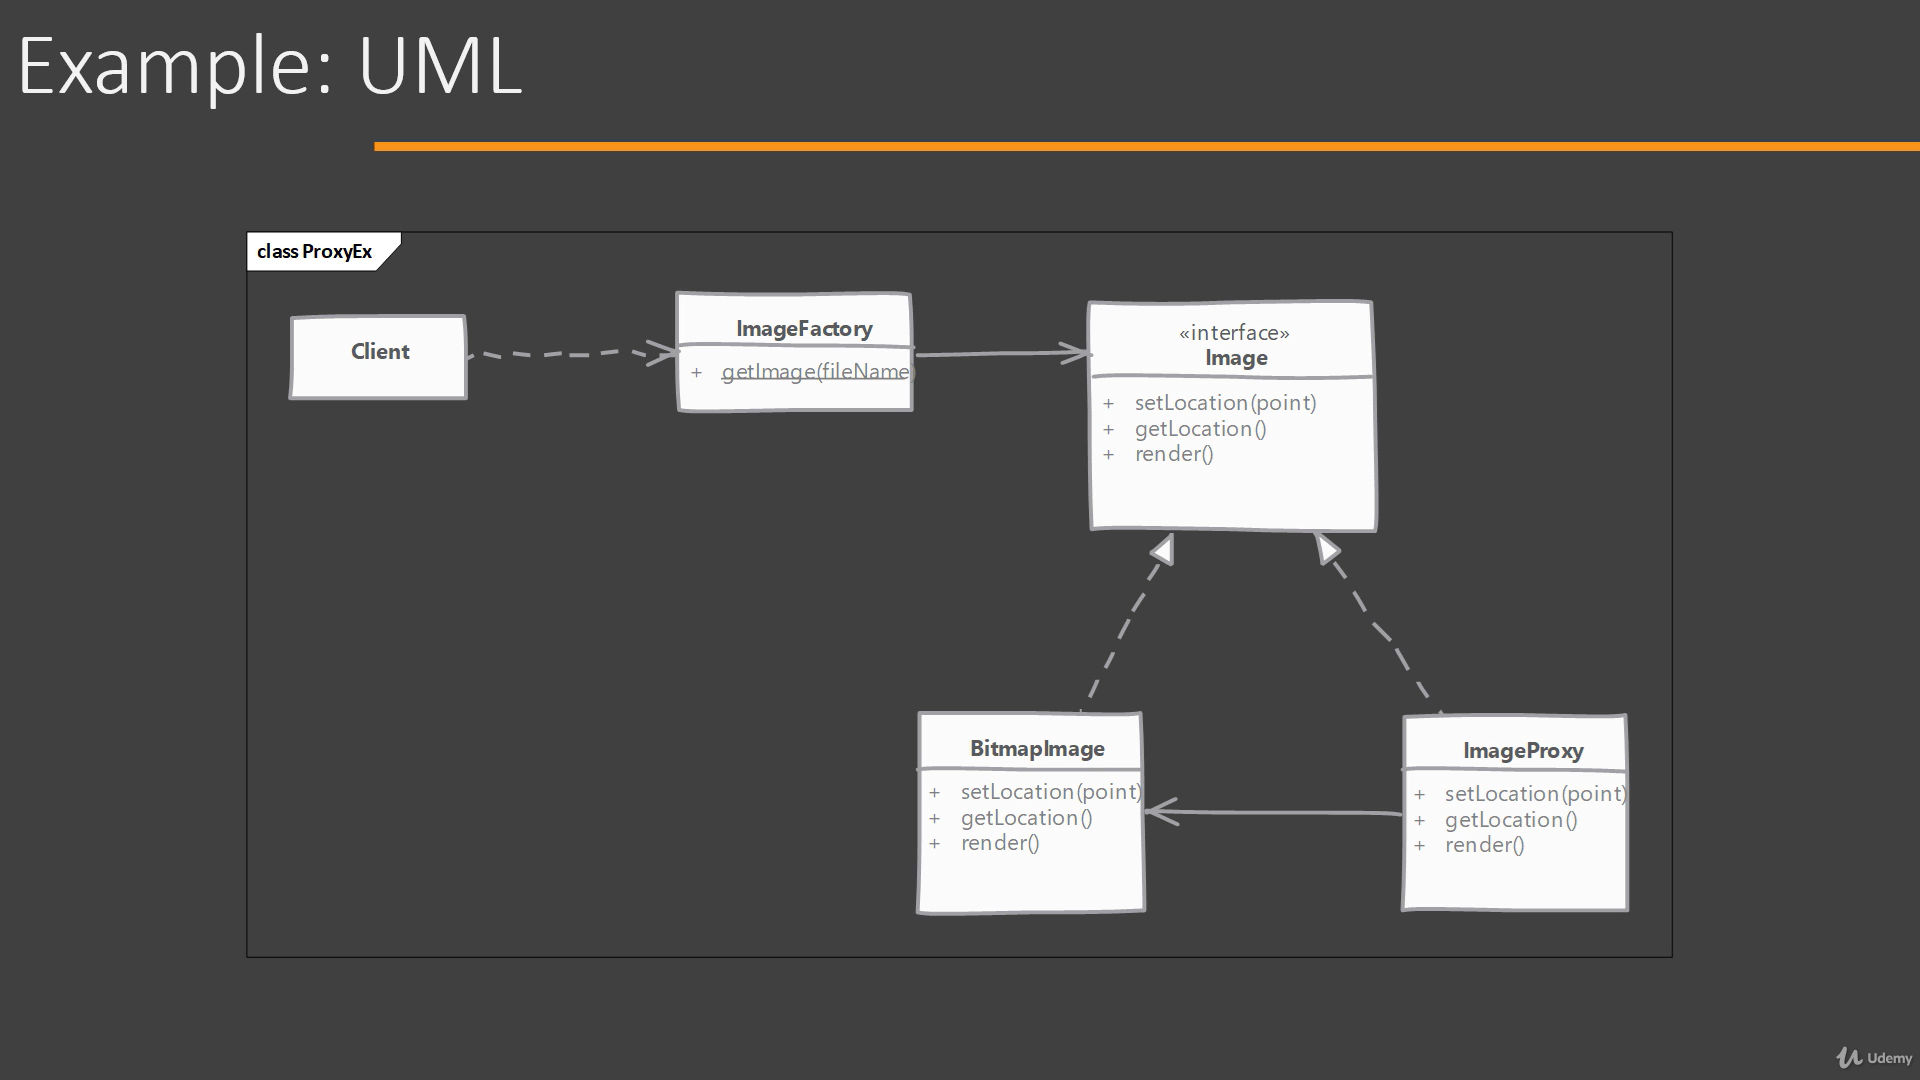 Example: UML
class ProxyEx
Client
ImageFactory
+ getImage(fileName)
«interface»
Image
+ setLocation(point)
+ getLocation()
+ render()
BitmapImage
+ setLocation(point)
+ getLocation()
+ render()
ImageProxy
+ setLocation(point)
+ getLocation()
+ render()
Udemy